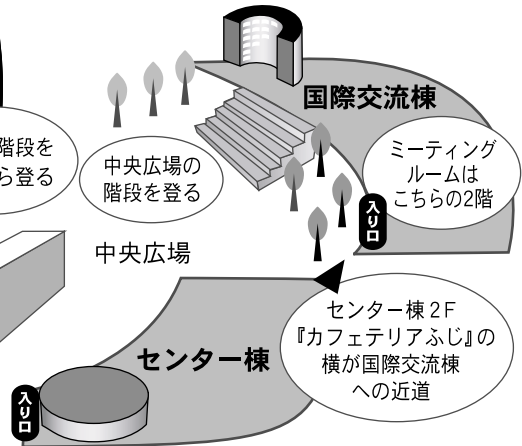 国際交流棟
階段を
ら登る
中央広場の
階段を登る
ミーティング
ルームは
こちらの2階
入り口
中央広場
センター棟2F
『カフェテリアふじ』の
横が国際交流棟
への近道
センター棟
入り口